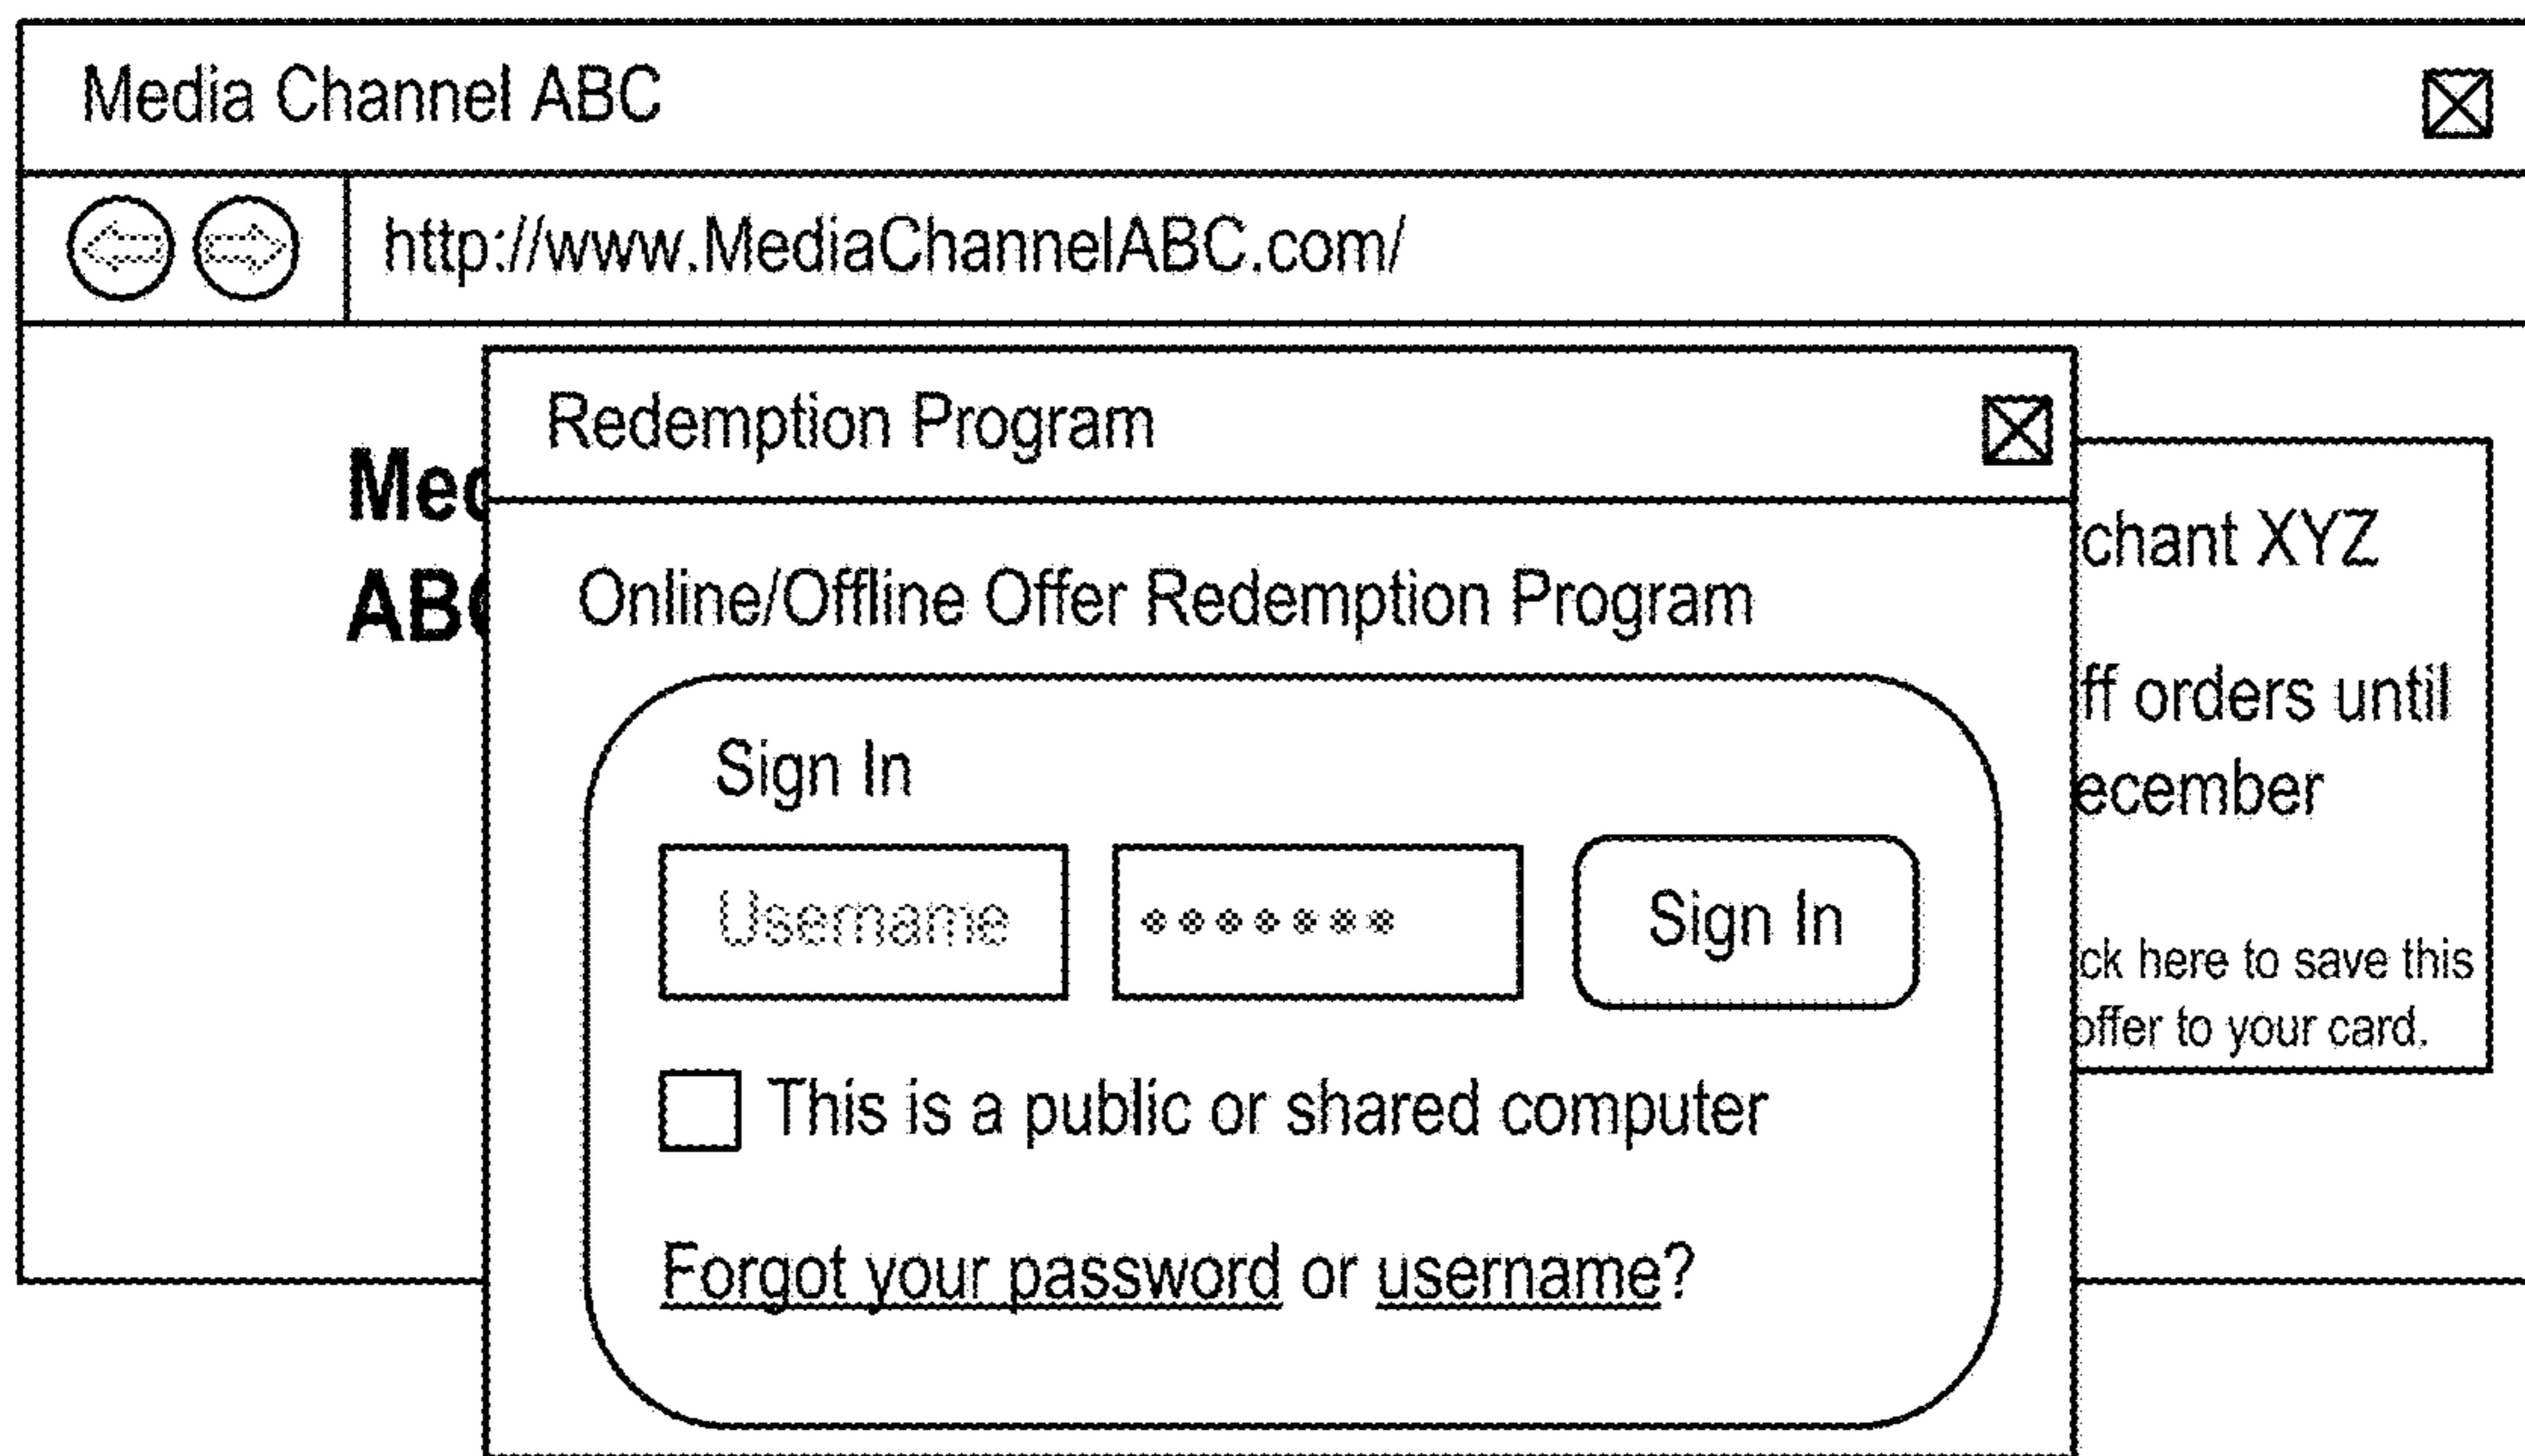 Media Channel ABC
http://www.MediaChannelABC.com/
Redemption Program
Online/Offline Offer Redemption Program
Sign In
Username ●●●●●●● Sign In
This is a public or shared computer
Forgot your password or username?
Med
ABC
chant XYZ
ff orders until
ecember
ck here to save this
offer to your card.